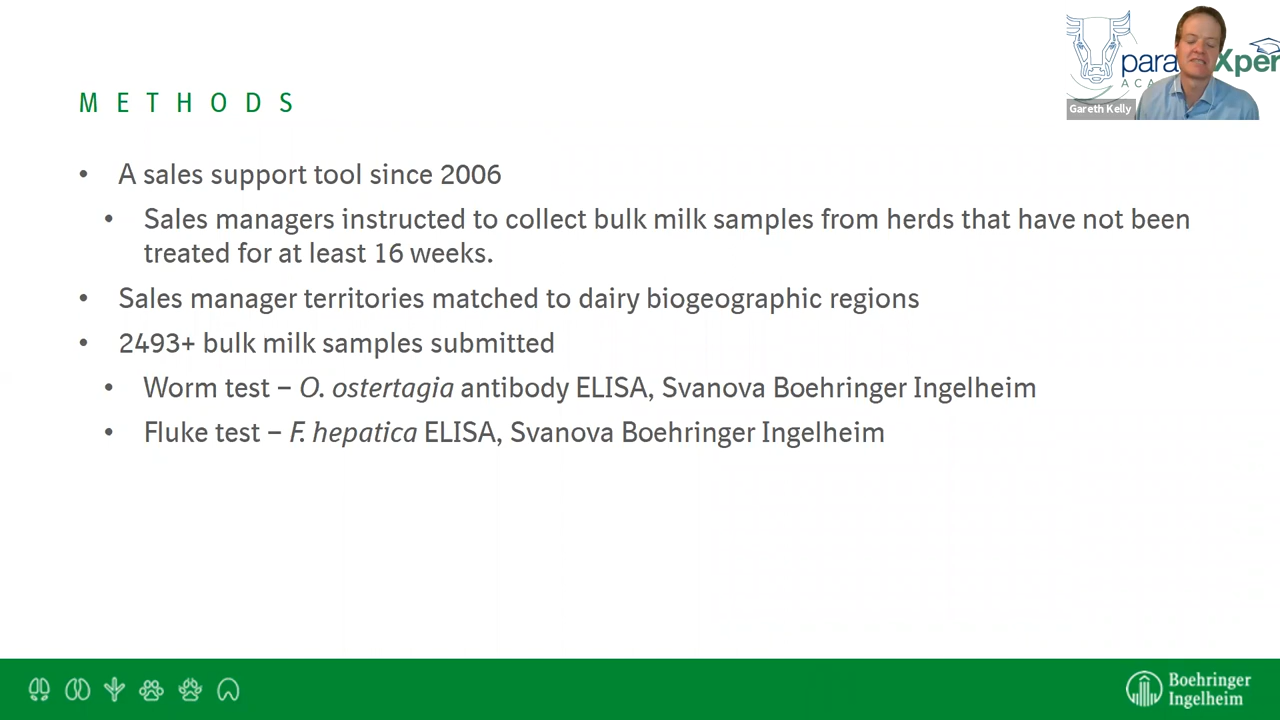 METHODS
• A sales support tool since 2006
• Sales managers instructed to collect bulk milk samples from herds that have not been
treated for at least 16 weeks.
• Sales manager territories matched to dairy biogeographic regions
• 2493+ bulk milk samples submitted
• Worm test – O. ostertagia antibody ELISA, Svanova Boehringer Ingelheim
• Fluke test – F. hepatica ELISA, Svanova Boehringer Ingelheim
para Xper
ACA
Gareth Kelly
Boehringer
Ingelheim